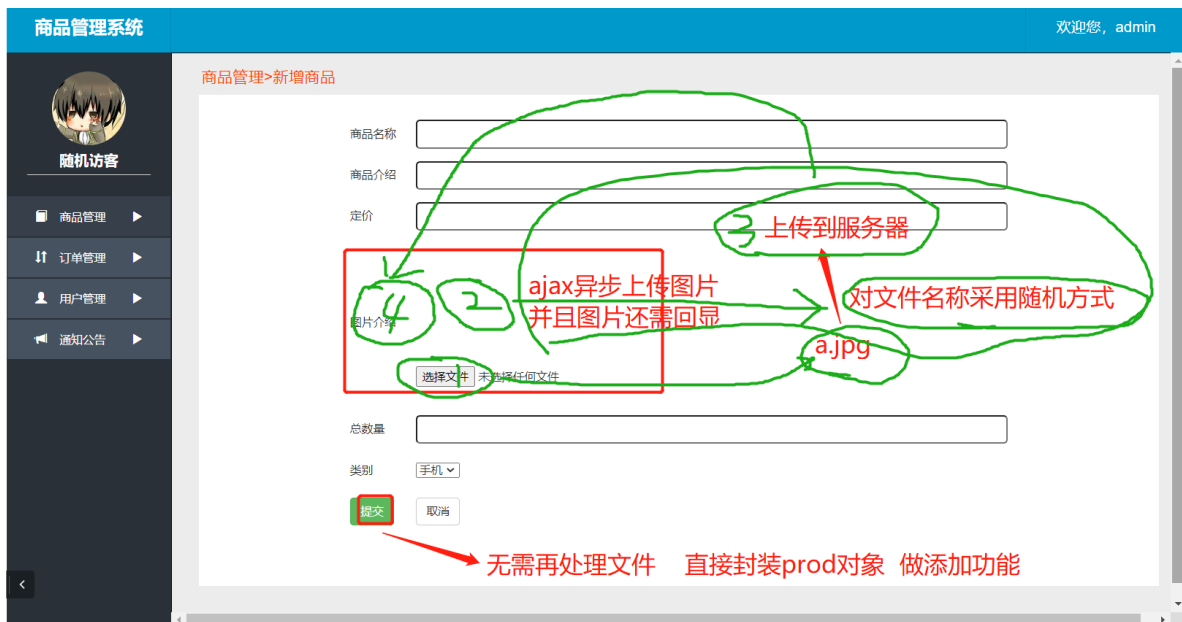 商品管理系统
欢迎您，admin
商品管理>新增商品
随机访客
商品管理
订单管理
用户管理
通知公告
商品名称
商品介绍
定价
3 上传到服务器
4
2
ajax异步上传图片
并且图片还需回显
对文件名称采用随机方式
图片介绍
a.jpg
1
选择文件 未选择任何文件
总数量
类别
手机
提交
取消
无需再处理文件 直接封装prod对象 做添加功能